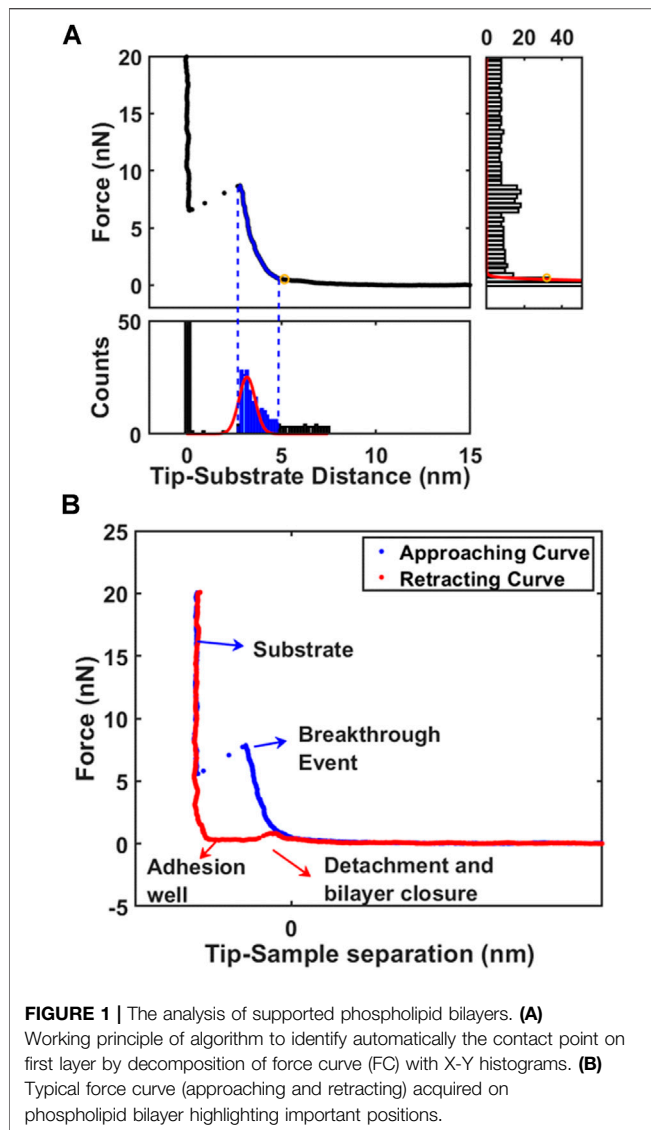 A
0 20 40
20
15
10
5
0
Force (nN)
50
0
Counts
0 5 10 15
Tip-Substrate Distance (nm)
B
25
20
15
10
5
0
-5
Force (nN)
Approaching Curve
Retracting Curve
Substrate
Breakthrough
Event
Adhesion
well
Detachment and
bilayer closure
0
Tip-Sample separation (nm)
FIGURE 1 | The analysis of supported phospholipid bilayers. (A)
Working principle of algorithm to identify automatically the contact point on
first layer by decomposition of force curve (FC) with X-Y histograms. (B)
Typical force curve (approaching and retracting) acquired on
phospholipid bilayer highlighting important positions.